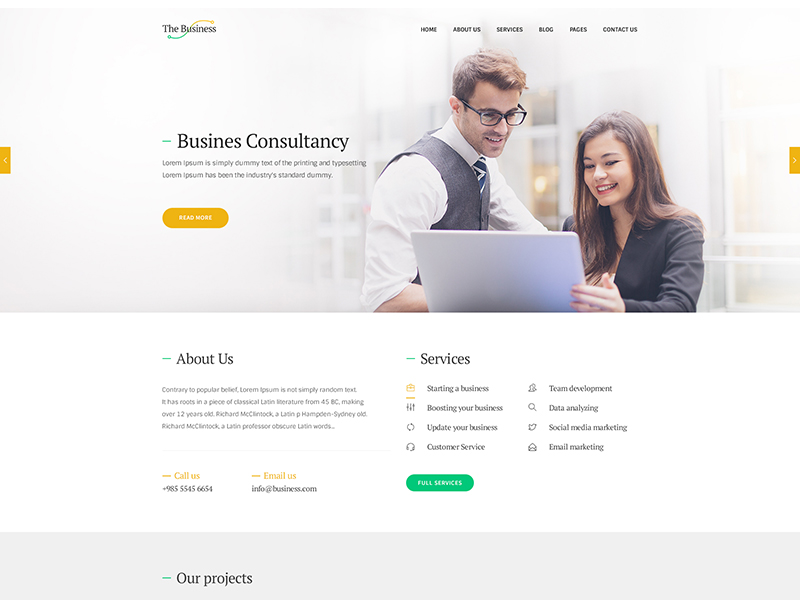 The Business
HOME ABOUT US SERVICES BLOG PAGES CONTACT US
Busines Consultancy
Lorem Ipsum is simply dummy text of the printing and typesetting
Lorem Ipsum has been the industry's standard dummy.
READ MORE
About Us
Contrary to popular belief, Lorem Ipsum is not simply random text.
It has roots in a piece of classical Latin literature from 45 BC, making
over 12 years old. Richard McClintock, a Latin p Hampden-Sydney old.
Richard McClintock, a Latin professor obscure Latin words...
Call us
+985 5545 6654
Email us
info@business.com
Services
Starting a business
Boosting your business
Update your business
Customer Service
Team development
Data analyzing
Social media marketing
Email marketing
FULL SERVICES
Our projects